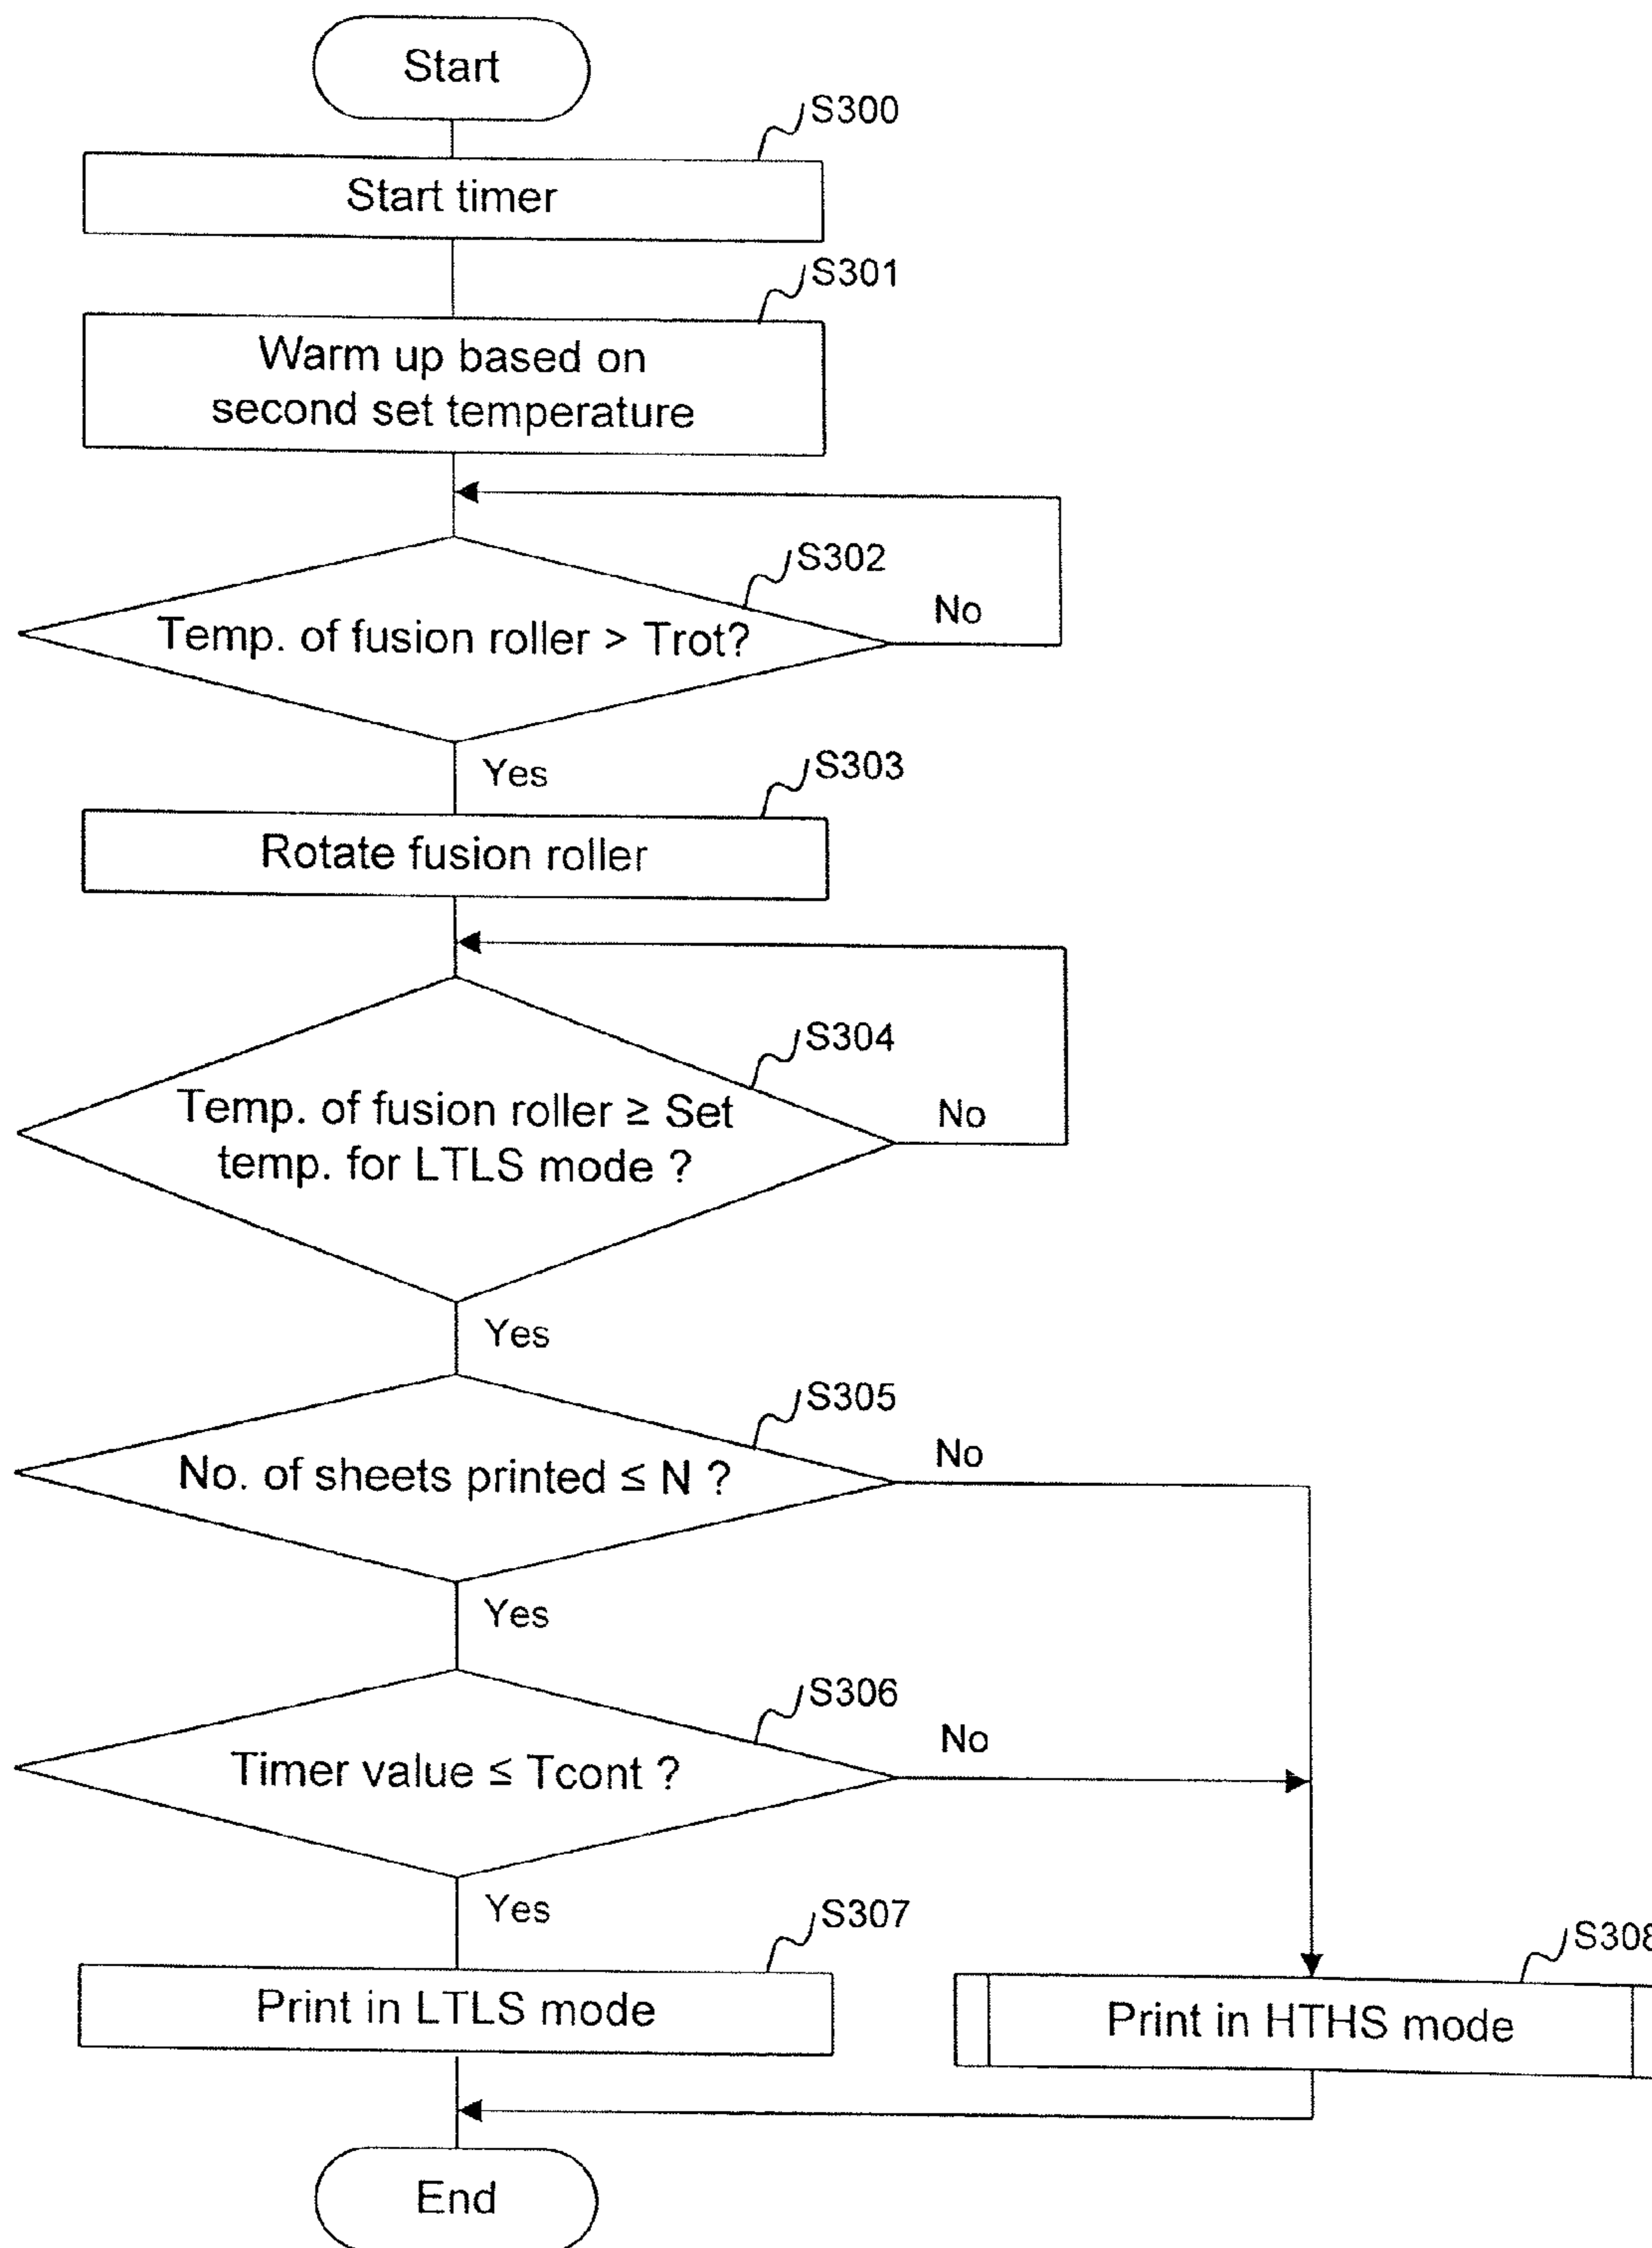 Start
S300
Start timer
S301
Warm up based on
second set temperature
S302
Temp. of fusion roller > Trot?
No
Yes
S303
Rotate fusion roller
S304
Temp. of fusion roller ≥ Set
temp. for LTLS mode ?
No
Yes
S305
No. of sheets printed ≤ N ?
No
Yes
S306
Timer value ≤ Tcont ?
No
Yes
S307
Print in LTLS mode
S308
Print in HTHS mode
End